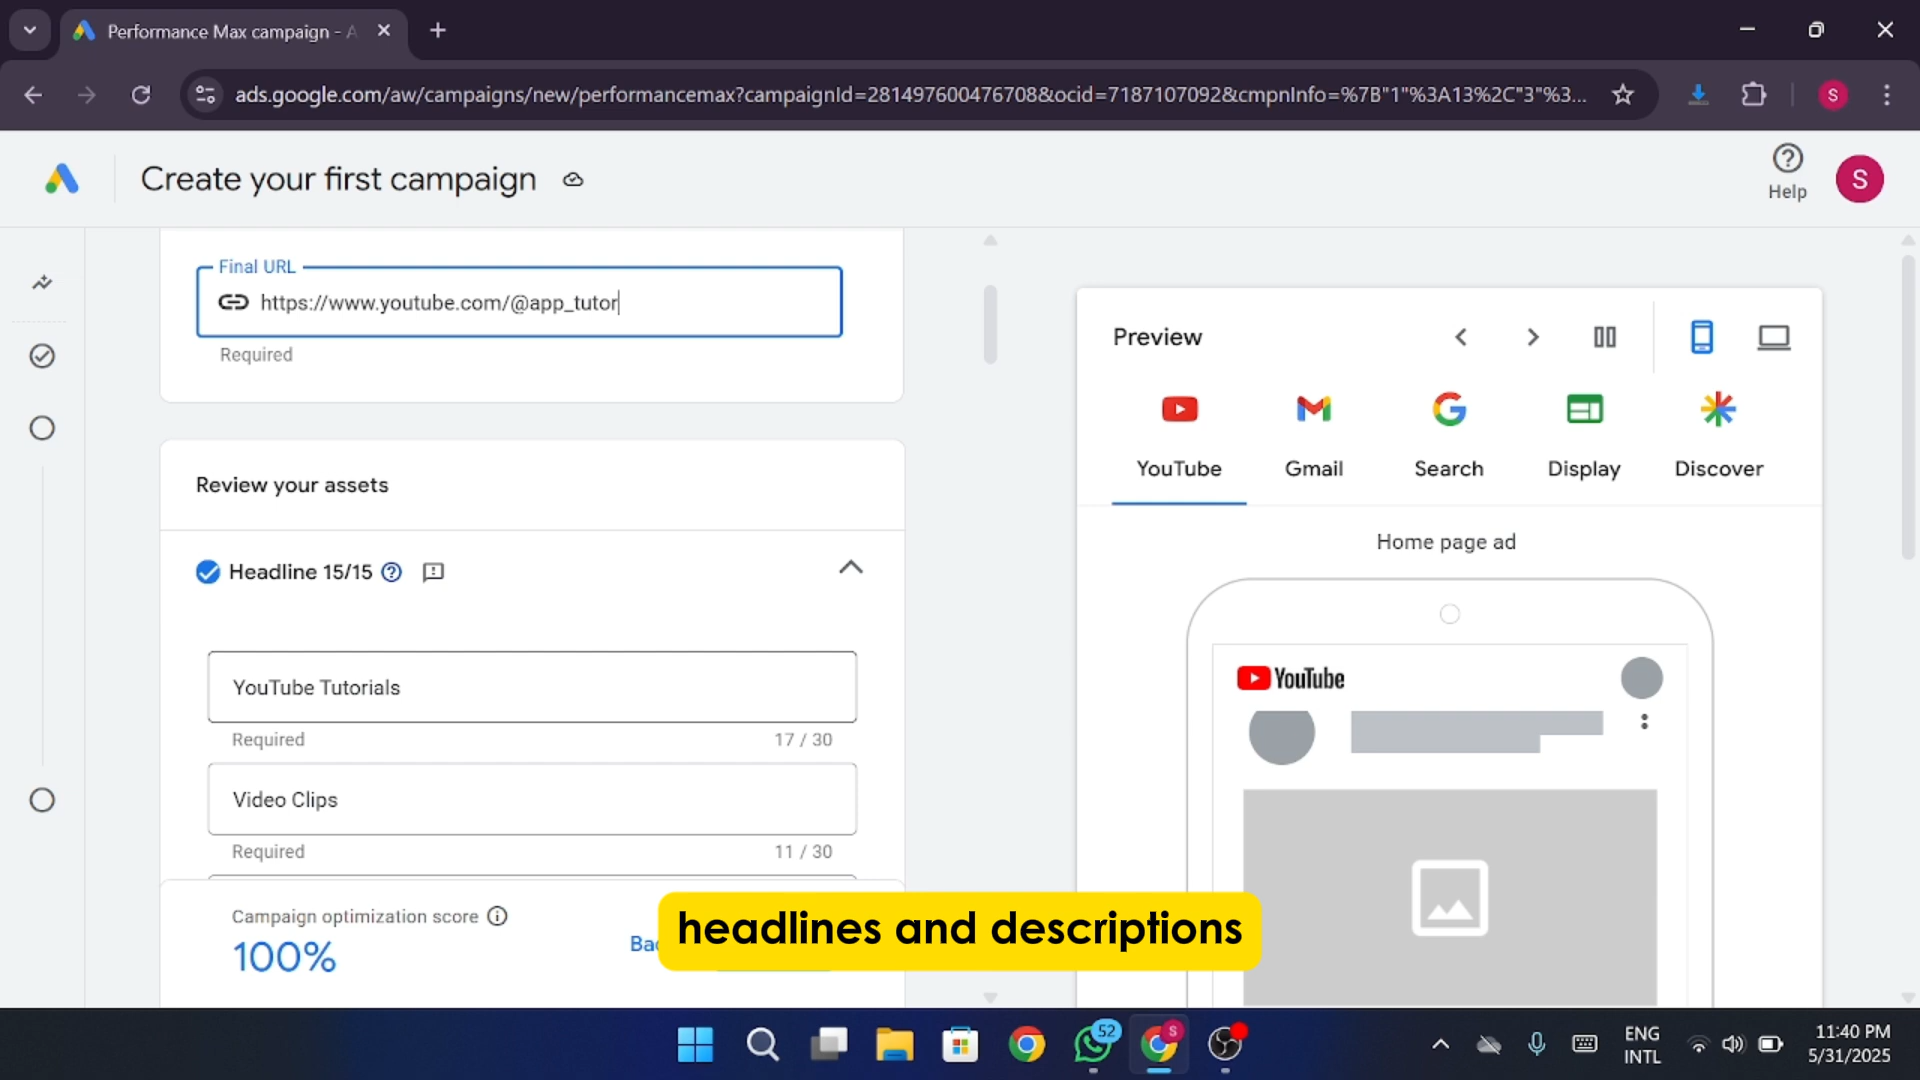 Performance Max campaign - A
ads.google.com/aw/campaigns/new/performancemax?campaignId=281497600476708&ocid=7187107092&cmpnInfo=%7B"1"%3A13%2C"3"%3...
S
Create your first campaign
Help
S
Final URL
https://www.youtube.com/@app_tutor
Required
Review your assets
Headline 15/15
YouTube Tutorials
Required
17 / 30
Video Clips
Required
11 / 30
Campaign optimization score
100%
Bac
Preview
YouTube
Gmail
Search
Display
Discover
Home page ad
YouTube
headlines and descriptions
52
S
ENG
INTL
11:40 PM
5/31/2025